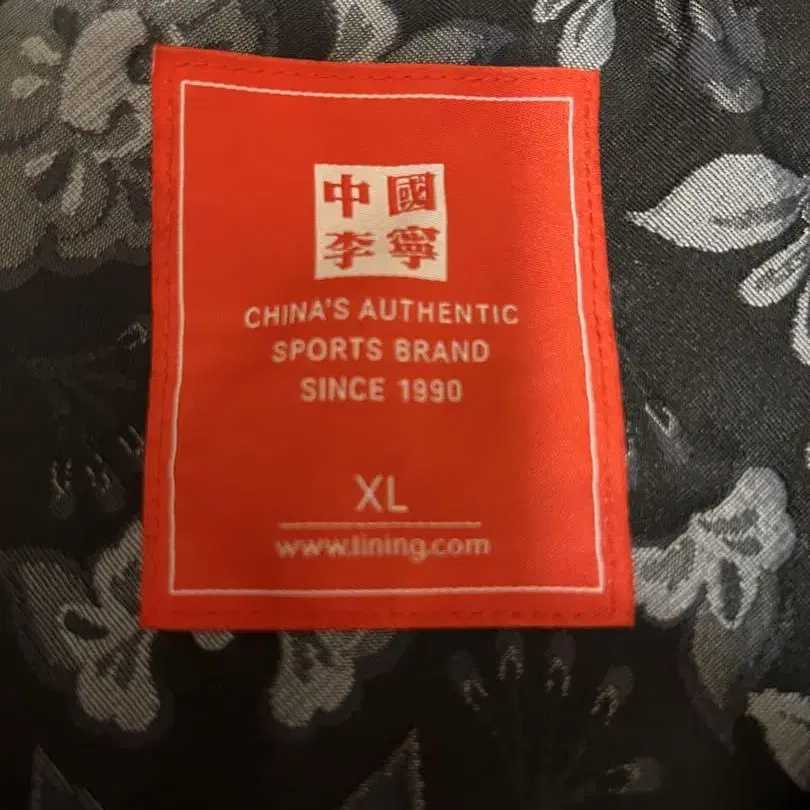 中國
李寧
CHINA'S AUTHENTIC
SPORTS BRAND
SINCE 1990
XL
www.lining.com